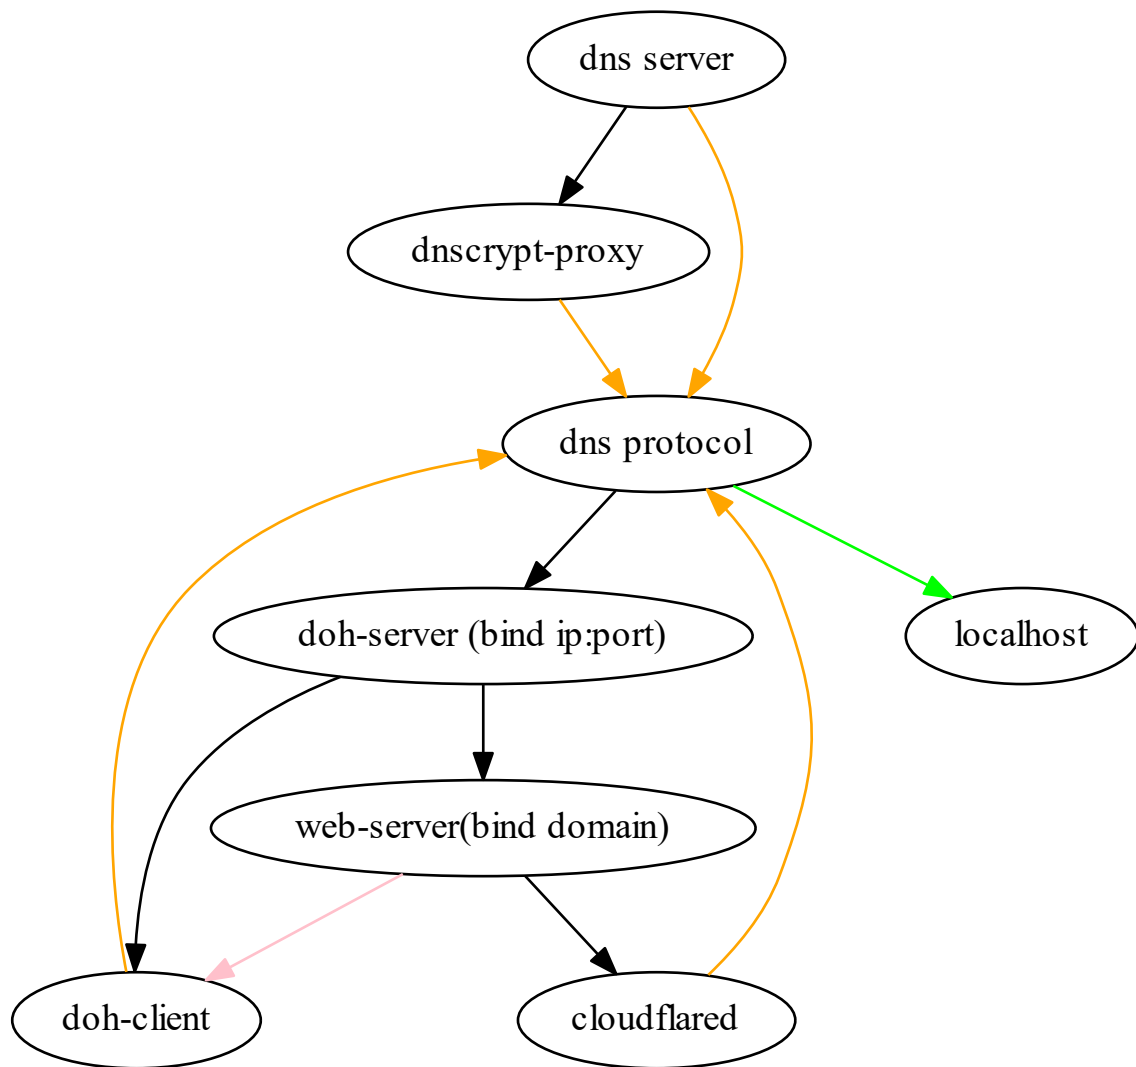 dns server
dnscrypt-proxy
dns protocol
doh-server (bind ip:port)
localhost
web-server(bind domain)
doh-client
cloudflared